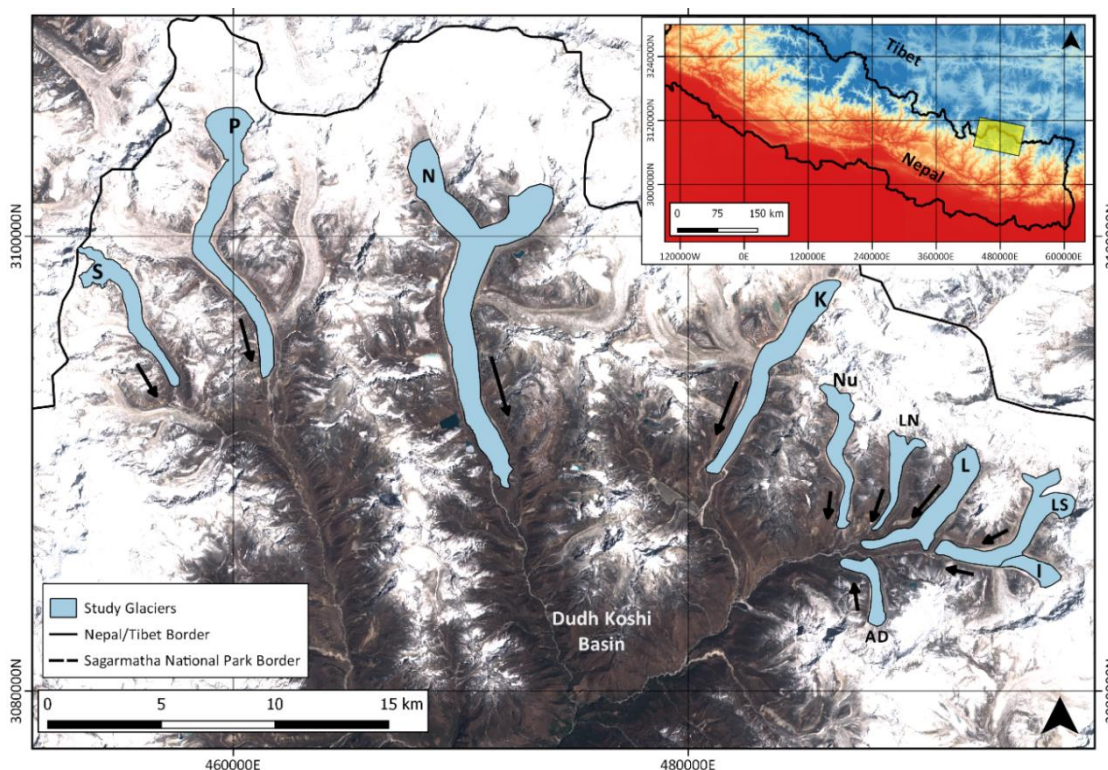 Tibet
Nepal
3240000N
3120000N
3000000N
0 75 150 km
120000W 0E 120000E 240000E 360000E 480000E 600000E
P
N
3100000N
S
K
Nu
LN
L
LS
I
AD
Dudh Koshi
Basin
Study Glaciers
Nepal/Tibet Border
Sagarmatha National Park Border
0 5 10 15 km
3080000N
460000E 480000E